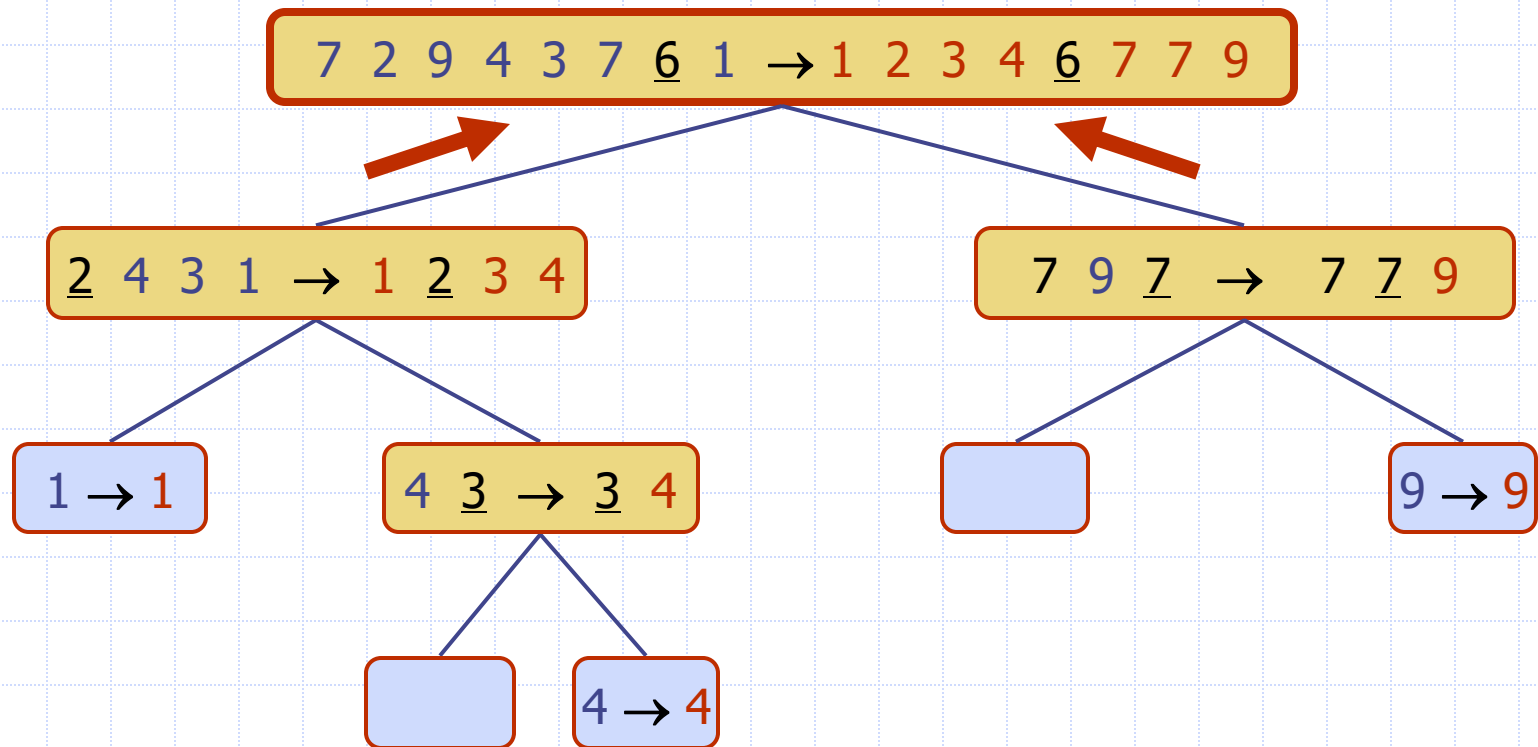 7 2 9 4 3 7 6 1 → 1 2 3 4 6 7 7 9
2 4 3 1 → 1 2 3 4
7 9 7 → 7 7 9
1 → 1
4 3 → 3 4
9 → 9
4 → 4